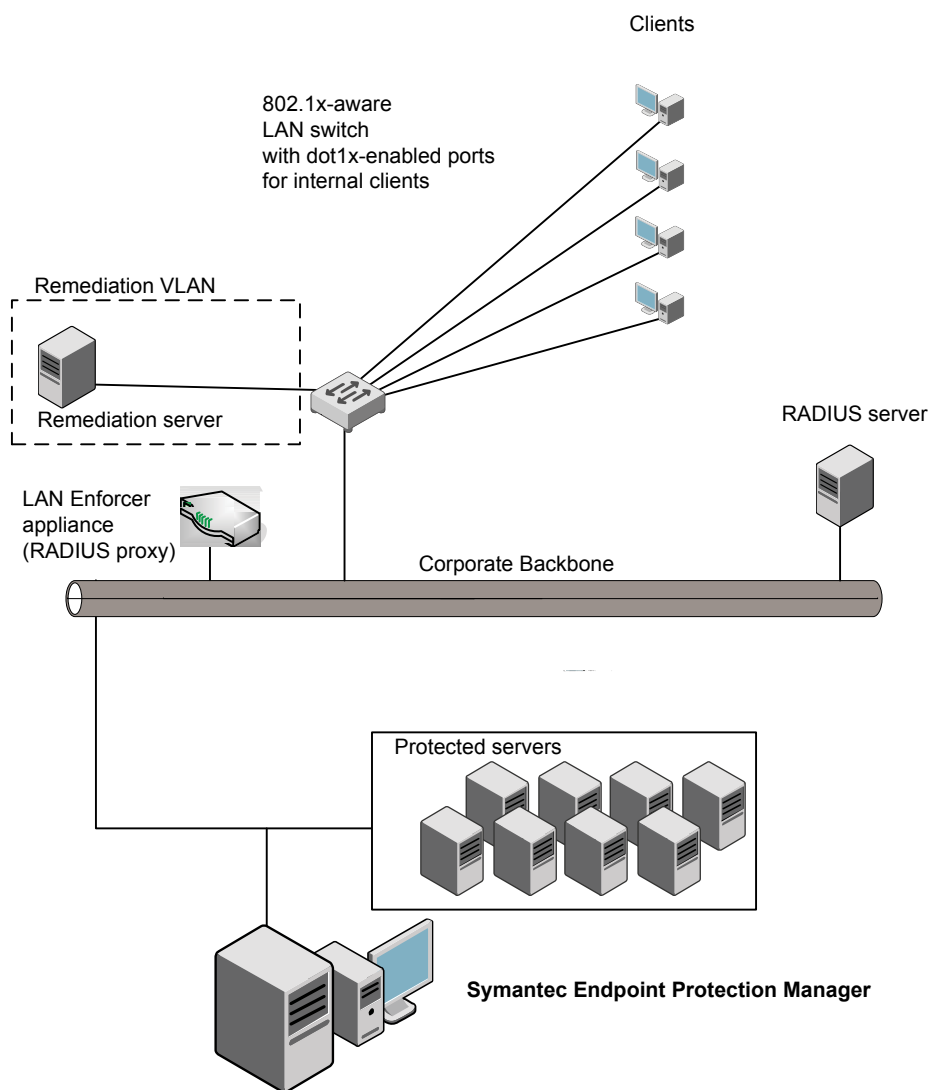 Clients
802.1x-aware
LAN switch
with dot1x-enabled ports
for internal clients
Remediation VLAN
Remediation server
RADIUS server
LAN Enforcer
appliance
(RADIUS proxy)
Corporate Backbone
Protected servers
Symantec Endpoint Protection Manager